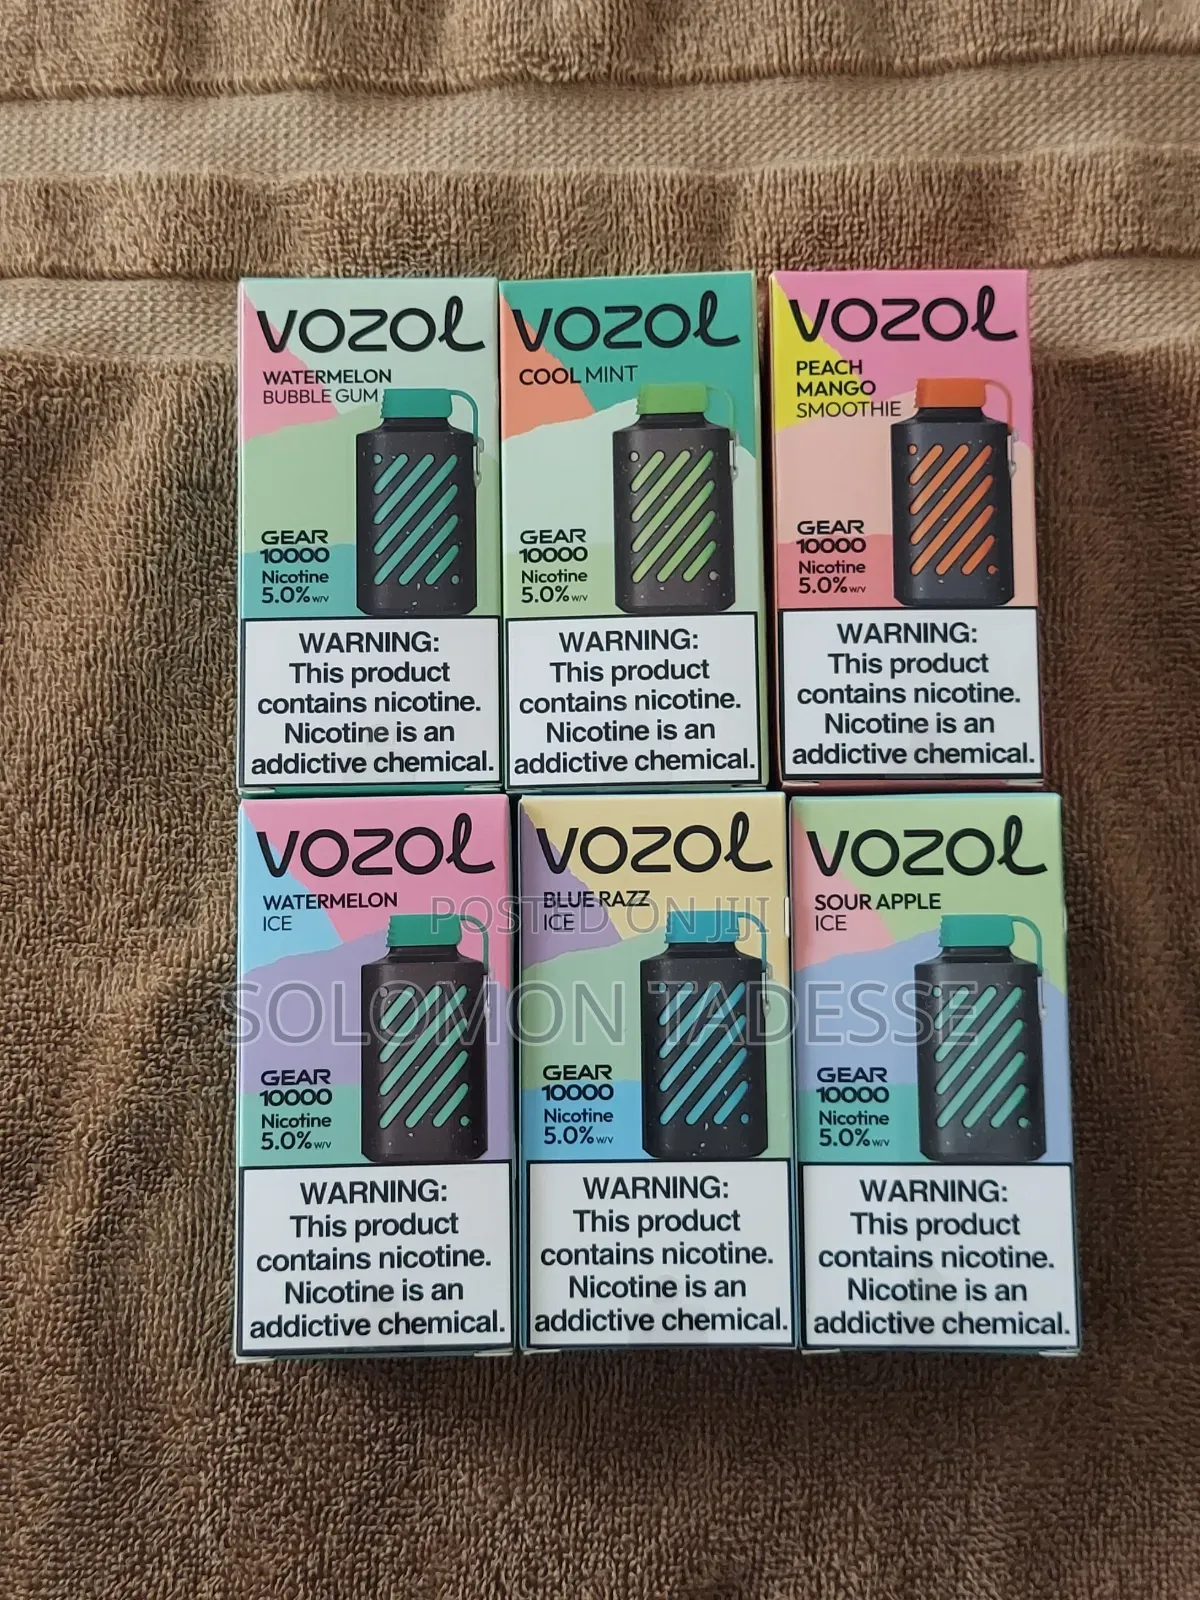 VOZOL
WATERMELON
BUBBLE GUM
GEAR
10000
Nicotine
5.0% W/V
WARNING:
This product
contains nicotine.
Nicotine is an
addictive chemical.
VOZOL
COOL MINT
GEAR
10000
Nicotine
5.0% W/V
WARNING:
This product
contains nicotine.
Nicotine is an
addictive chemical.
VOZOL
PEACH
MANGO
SMOOTHIE
GEAR
10000
Nicotine
5.0% W/V
WARNING:
This product
contains nicotine.
Nicotine is an
addictive chemical.
VOZOL
WATERMELON
ICE
GEAR
10000
Nicotine
5.0% W/V
WARNING:
This product
contains nicotine.
Nicotine is an
addictive chemical.
VOZOL
BLUE RAZZ
ICE
GEAR
10000
Nicotine
5.0% W/V
WARNING:
This product
contains nicotine.
Nicotine is an
addictive chemical.
VOZOL
SOUR APPLE
ICE
GEAR
10000
Nicotine
5.0% W/V
WARNING:
This product
contains nicotine.
Nicotine is an
addictive chemical.
POSTED ON JIJI
SOLOMON TADESSE